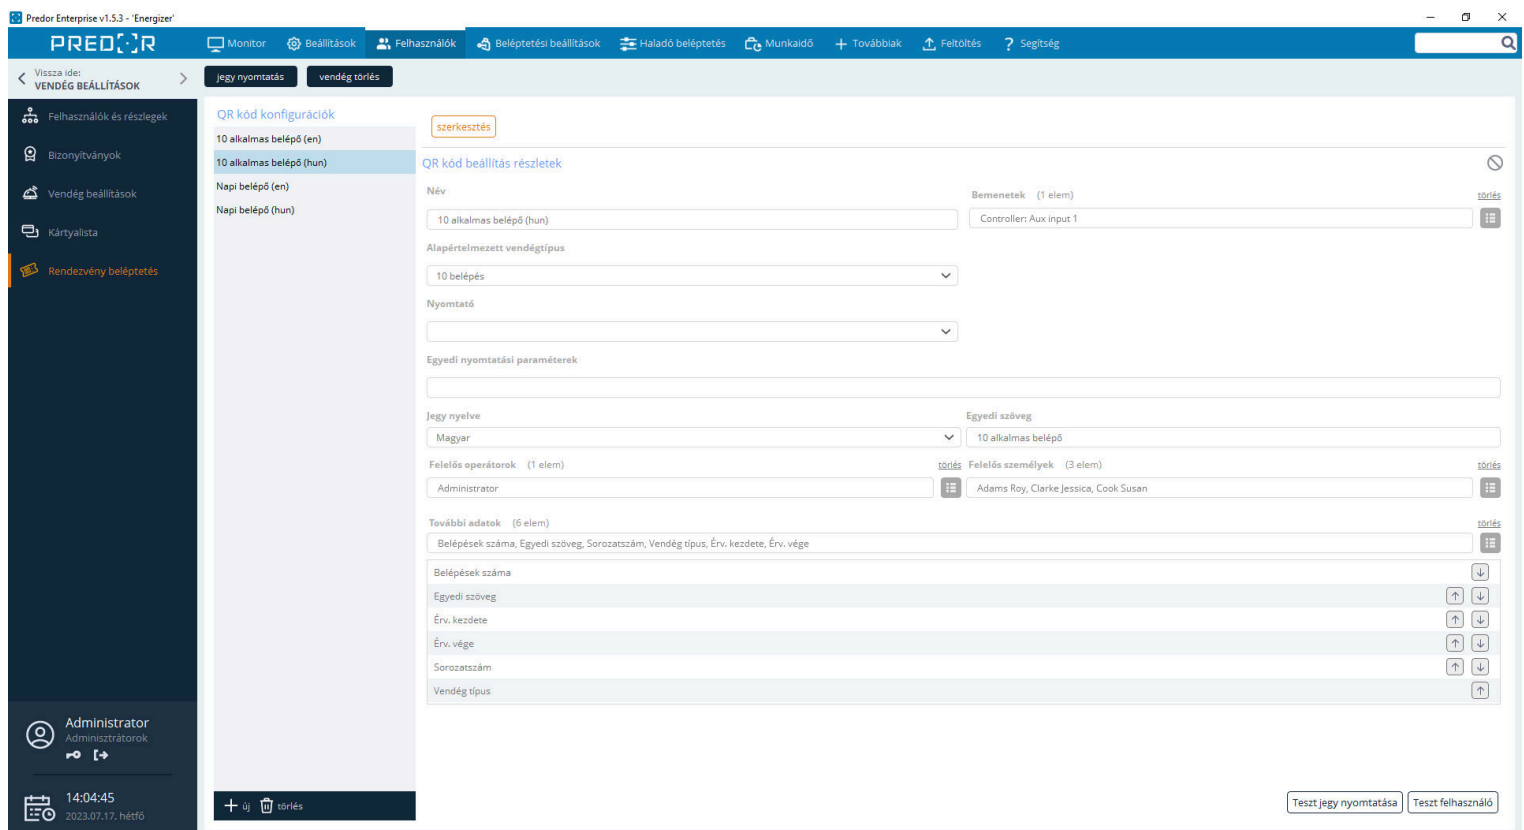 Predor Enterprise v1.5.3 - 'Energizer'
PREDOR
Monitor
Beállítások
Felhasználók
Beléptetési beállítások
Haladó beléptetés
Munkaidő
Továbbiak
Feltöltés
Segítség
Vissza ide:
VENDÉG BEÁLLÍTÁSOK
jegy nyomtatás
vendég törlés
Felhasználók és részlegek
Bizonyítványok
Vendég beállítások
Kártyalista
Rendezvény beléptetés
QR kód konfigurációk
10 alkalmas belépő (en)
10 alkalmas belépő (hun)
Napi belépő (en)
Napi belépő (hun)
szerkesztés
QR kód beállítás részletek
Név
10 alkalmas belépő (hun)
Bemenetek (1 elem) törlés
Controller: Aux input 1
Alapértelmezett vendégtípus
10 belépés
Nyomtató
Egyedi nyomtatási paraméterek
Jegy nyelve
Magyar
Egyedi szöveg
10 alkalmas belépő
Felelős operátorok (1 elem) törlés
Administrator
Felelős személyek (3 elem) törlés
Adams Roy, Clarke Jessica, Cook Susan
További adatok (6 elem) törlés
Belépések száma, Egyedi szöveg, Sorozatszám, Vendég típus, Érv. kezdete, Érv. vége
Belépések száma
Egyedi szöveg
Érv. kezdete
Érv. vége
Sorozatszám
Vendég típus
Administrator
Adminisztrátorok
14:04:45
2023.07.17. hétfő
új
törlés
Teszt jegy nyomtatása
Teszt felhasználó